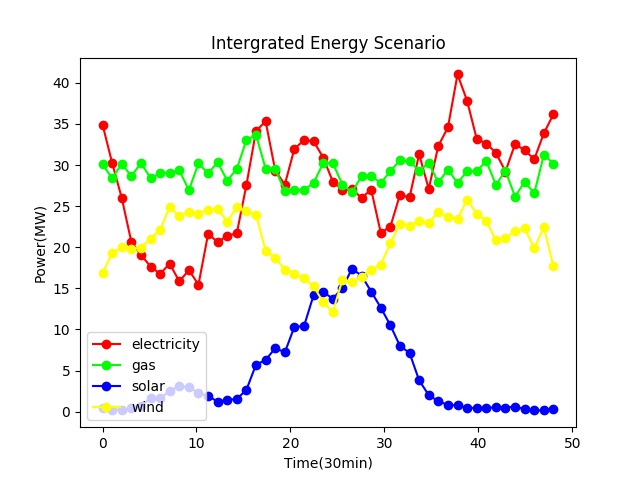 Intergrated Energy Scenario
Power(MW)
40
35
30
25
20
15
10
5
0
electricity
gas
solar
wind
0 10 20 30 40 50
Time(30min)